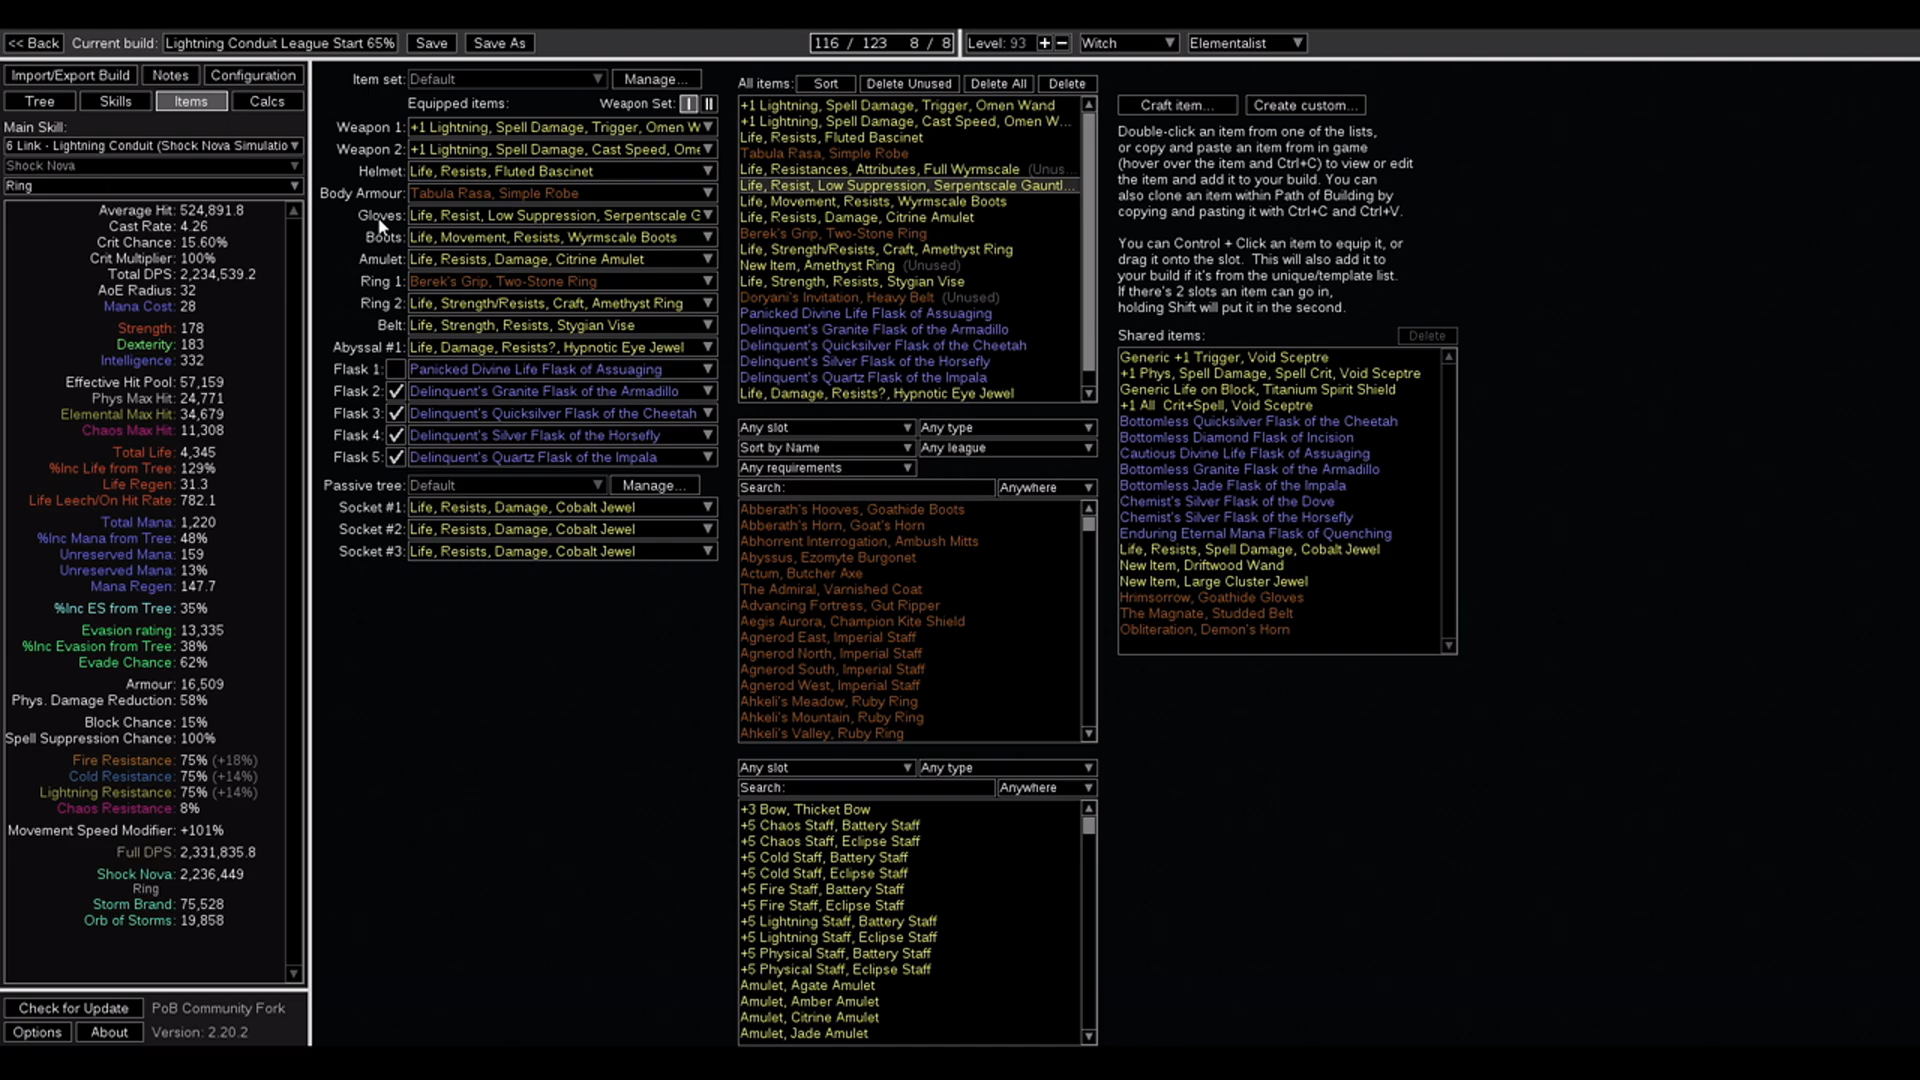 << Back Current build: Lightning Conduit League Start 65% Save Save As 116 / 123 8 / 8 Level: 93 + − Witch Elementalist
Import/Export Build Notes Configuration
Tree Skills Items Calcs
Main Skill:
6 Link - Lightning Conduit (Shock Nova Simulatio
Shock Nova
Ring
Average Hit: 524,891.8
Cast Rate: 4.26
Crit Chance: 15.60%
Crit Multiplier: 100%
Total DPS: 2,234,539.2
AoE Radius: 32
Mana Cost: 28
Strength: 178
Dexterity: 183
Intelligence: 332
Effective Hit Pool: 57,159
Phys Max Hit: 24,771
Elemental Max Hit: 34,679
Chaos Max Hit: 11,308
Total Life: 4,345
%Inc Life from Tree: 129%
Life Regen: 31.3
Life Leech/On Hit Rate: 782.1
Total Mana: 1,220
%Inc Mana from Tree: 48%
Unreserved Mana: 159
Unreserved Mana: 13%
Mana Regen: 147.7
%Inc ES from Tree: 35%
Evasion rating: 13,335
%Inc Evasion from Tree: 38%
Evade Chance: 62%
Armour: 16,509
Phys. Damage Reduction: 58%
Block Chance: 15%
Spell Suppression Chance: 100%
Fire Resistance: 75% (+18%)
Cold Resistance: 75% (+14%)
Lightning Resistance: 75% (+14%)
Chaos Resistance: 8%
Movement Speed Modifier: +101%
Full DPS: 2,331,835.8
Shock Nova: 2,236,449
Ring
Storm Brand: 75,528
Orb of Storms: 19,858
Check for Update PoB Community Fork
Options About Version: 2.20.2
Item set: Default Manage...
Equipped items: Weapon Set: I II
Weapon 1: +1 Lightning, Spell Damage, Trigger, Omen W
Weapon 2: +1 Lightning, Spell Damage, Cast Speed, Ome
Helmet: Life, Resists, Fluted Bascinet
Body Armour: Tabula Rasa, Simple Robe
Gloves: Life, Resist, Low Suppression, Serpentscale G
Boots: Life, Movement, Resists, Wyrmscale Boots
Amulet: Life, Resists, Damage, Citrine Amulet
Ring 1: Berek's Grip, Two-Stone Ring
Ring 2: Life, Strength/Resists, Craft, Amethyst Ring
Belt: Life, Strength, Resists, Stygian Vise
Abyssal #1: Life, Damage, Resists?, Hypnotic Eye Jewel
Flask 1: Panicked Divine Life Flask of Assuaging
Flask 2: Delinquent's Granite Flask of the Armadillo
Flask 3: Delinquent's Quicksilver Flask of the Cheetah
Flask 4: Delinquent's Silver Flask of the Horsefly
Flask 5: Delinquent's Quartz Flask of the Impala
Passive tree: Default Manage...
Socket #1: Life, Resists, Damage, Cobalt Jewel
Socket #2: Life, Resists, Damage, Cobalt Jewel
Socket #3: Life, Resists, Damage, Cobalt Jewel
All items: Sort Delete Unused Delete All Delete
+1 Lightning, Spell Damage, Trigger, Omen Wand
+1 Lightning, Spell Damage, Cast Speed, Omen W...
Life, Resists, Fluted Bascinet
Tabula Rasa, Simple Robe
Life, Resistances, Attributes, Full Wyrmscale (Unus...
Life, Resist, Low Suppression, Serpentscale Gauntl...
Life, Movement, Resists, Wyrmscale Boots
Life, Resists, Damage, Citrine Amulet
Berek's Grip, Two-Stone Ring
Life, Strength/Resists, Craft, Amethyst Ring
New Item, Amethyst Ring (Unused)
Life, Strength, Resists, Stygian Vise
Doryani's Invitation, Heavy Belt (Unused)
Panicked Divine Life Flask of Assuaging
Delinquent's Granite Flask of the Armadillo
Delinquent's Quicksilver Flask of the Cheetah
Delinquent's Silver Flask of the Horsefly
Delinquent's Quartz Flask of the Impala
Life, Damage, Resists?, Hypnotic Eye Jewel
Any slot Any type
Sort by Name Any league
Any requirements
Search: Anywhere
Abberath's Hooves, Goathide Boots
Abberath's Horn, Goat's Horn
Abhorrent Interrogation, Ambush Mitts
Abyssus, Ezomyte Burgonet
Actum, Butcher Axe
The Admiral, Varnished Coat
Advancing Fortress, Gut Ripper
Aegis Aurora, Champion Kite Shield
Agnerod East, Imperial Staff
Agnerod North, Imperial Staff
Agnerod South, Imperial Staff
Agnerod West, Imperial Staff
Ahkeli's Meadow, Ruby Ring
Ahkeli's Mountain, Ruby Ring
Ahkeli's Valley, Ruby Ring
Any slot Any type
Search: Anywhere
+3 Bow, Thicket Bow
+5 Chaos Staff, Battery Staff
+5 Chaos Staff, Eclipse Staff
+5 Cold Staff, Battery Staff
+5 Cold Staff, Eclipse Staff
+5 Fire Staff, Battery Staff
+5 Fire Staff, Eclipse Staff
+5 Lightning Staff, Battery Staff
+5 Lightning Staff, Eclipse Staff
+5 Physical Staff, Battery Staff
+5 Physical Staff, Eclipse Staff
Amulet, Agate Amulet
Amulet, Amber Amulet
Amulet, Citrine Amulet
Amulet, Jade Amulet
Craft item... Create custom...
Double-click an item from one of the lists,
or copy and paste an item from in game
(hover over the item and Ctrl+C) to view or edit
the item and add it to your build. You can
also clone an item within Path of Building by
copying and pasting it with Ctrl+C and Ctrl+V.
You can Control + Click an item to equip it, or
drag it onto the slot. This will also add it to
your build if it's from the unique/template list.
If there's 2 slots an item can go in,
holding Shift will put it in the second.
Shared items: Delete
Generic +1 Trigger, Void Sceptre
+1 Phys, Spell Damage, Spell Crit, Void Sceptre
Generic Life on Block, Titanium Spirit Shield
+1 All Crit+Spell, Void Sceptre
Bottomless Quicksilver Flask of the Cheetah
Bottomless Diamond Flask of Incision
Cautious Divine Life Flask of Assuaging
Bottomless Granite Flask of the Armadillo
Bottomless Jade Flask of the Impala
Chemist's Silver Flask of the Dove
Chemist's Silver Flask of the Horsefly
Enduring Eternal Mana Flask of Quenching
Life, Resists, Spell Damage, Cobalt Jewel
New Item, Driftwood Wand
New Item, Large Cluster Jewel
Hrimsorrow, Goathide Gloves
The Magnate, Studded Belt
Obliteration, Demon's Horn